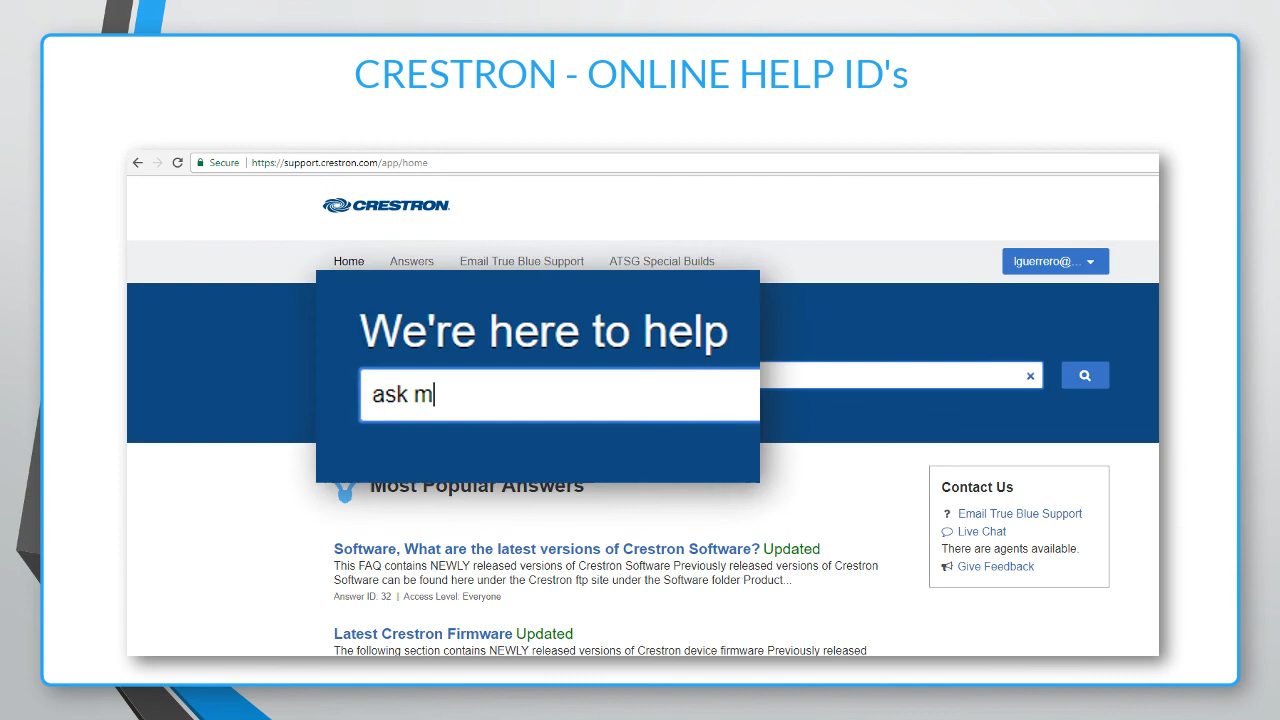 CRESTRON - ONLINE HELP ID's
Secure https://support.crestron.com/app/home
CRESTRON
Home Answers Email True Blue Support ATSG Special Builds lguerrero@...
We're here to help
ask m
Most Popular Answers
Software, What are the latest versions of Crestron Software? Updated
This FAQ contains NEWLY released versions of Crestron Software Previously released versions of Crestron
Software can be found here under the Crestron ftp site under the Software folder Product...
Answer ID: 32 | Access Level: Everyone
Latest Crestron Firmware Updated
The following section contains NEWLY released versions of Crestron device firmware Previously released
Contact Us
? Email True Blue Support
Live Chat
There are agents available.
Give Feedback